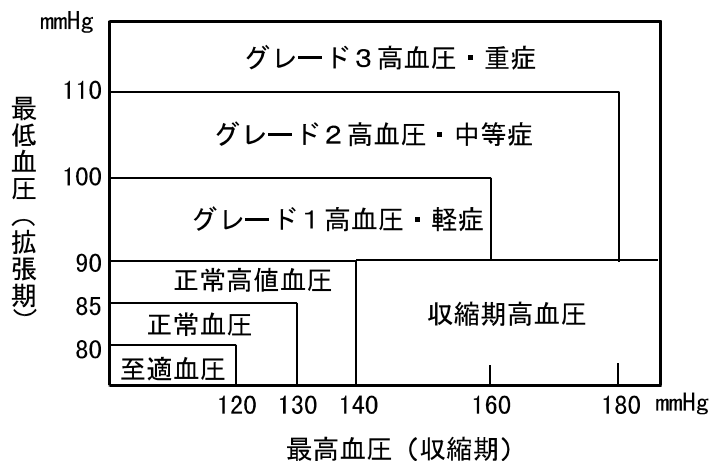 mmHg
グレード３高血圧・重症
110
グレード２高血圧・中等症
100
グレード１高血圧・軽症
90
正常高値血圧
85
正常血圧
収縮期高血圧
80
至適血圧
最低血圧（拡張期）
120 130 140 160 180 mmHg
最高血圧（収縮期）